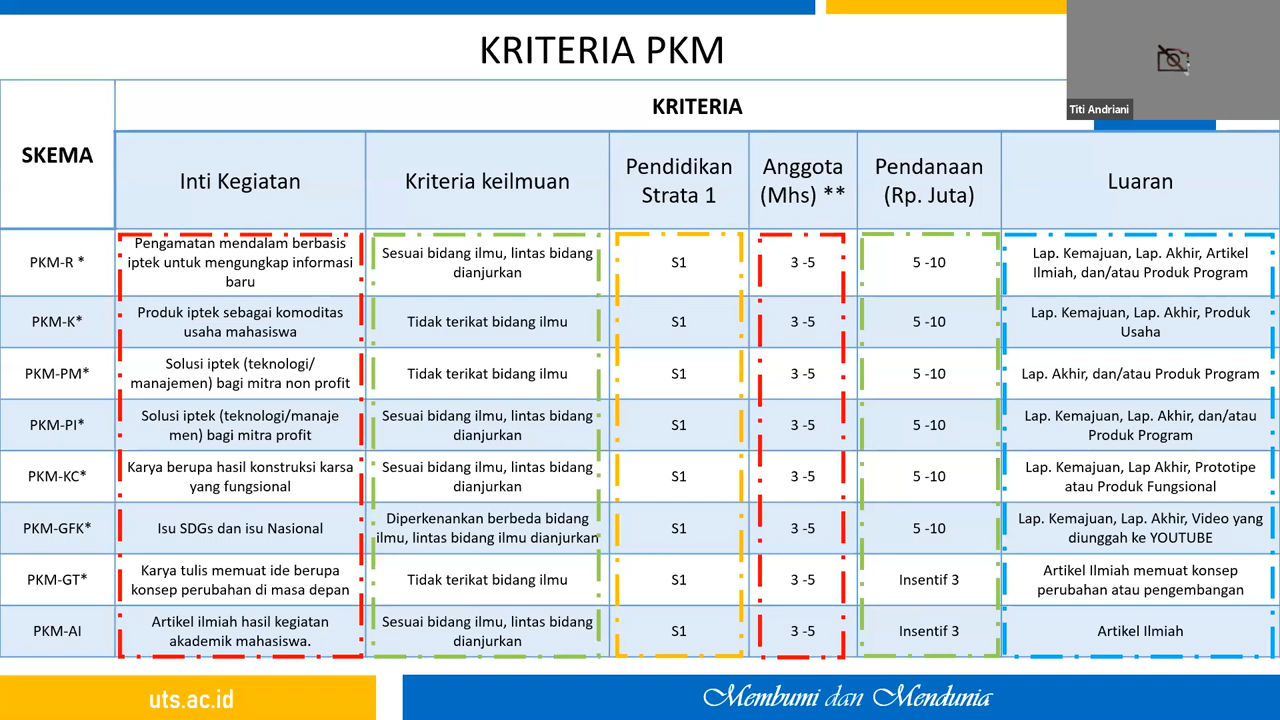 KRITERIA PKM
Titi Andriani
SKEMA
KRITERIA
Inti Kegiatan
Kriteria keilmuan
Pendidikan
Strata 1
Anggota
(Mhs) **
Pendanaan
(Rp. Juta)
Luaran
PKM-R *
Pengamatan mendalam berbasis
iptek untuk mengungkap informasi
baru
Sesuai bidang ilmu, lintas bidang
dianjurkan
S1
3 -5
5 -10
Lap. Kemajuan, Lap. Akhir, Artikel
Ilmiah, dan/atau Produk Program
PKM-K*
Produk iptek sebagai komoditas
usaha mahasiswa
Tidak terikat bidang ilmu
S1
3 -5
5 -10
Lap. Kemajuan, Lap. Akhir, Produk
Usaha
PKM-PM*
Solusi iptek (teknologi/
manajemen) bagi mitra non profit
Tidak terikat bidang ilmu
S1
3 -5
5 -10
Lap. Akhir, dan/atau Produk Program
PKM-PI*
Solusi iptek (teknologi/manaje
men) bagi mitra profit
Sesuai bidang ilmu, lintas bidang
dianjurkan
S1
3 -5
5 -10
Lap. Kemajuan, Lap. Akhir, dan/atau
Produk Program
PKM-KC*
Karya berupa hasil konstruksi karsa
yang fungsional
Sesuai bidang ilmu, lintas bidang
dianjurkan
S1
3 -5
5 -10
Lap. Kemajuan, Lap Akhir, Prototipe
atau Produk Fungsional
PKM-GFK*
Isu SDGs dan isu Nasional
Diperkenankan berbeda bidang
ilmu, lintas bidang ilmu dianjurkan
S1
3 -5
5 -10
Lap. Kemajuan, Lap. Akhir, Video yang
diunggah ke YOUTUBE
PKM-GT*
Karya tulis memuat ide berupa
konsep perubahan di masa depan
Tidak terikat bidang ilmu
S1
3 -5
Insentif 3
Artikel Ilmiah memuat konsep
perubahan atau pengembangan
PKM-AI
Artikel ilmiah hasil kegiatan
akademik mahasiswa.
Sesuai bidang ilmu, lintas bidang
dianjurkan
S1
3 -5
Insentif 3
Artikel Ilmiah
uts.ac.id
Membumi dan Mendunia